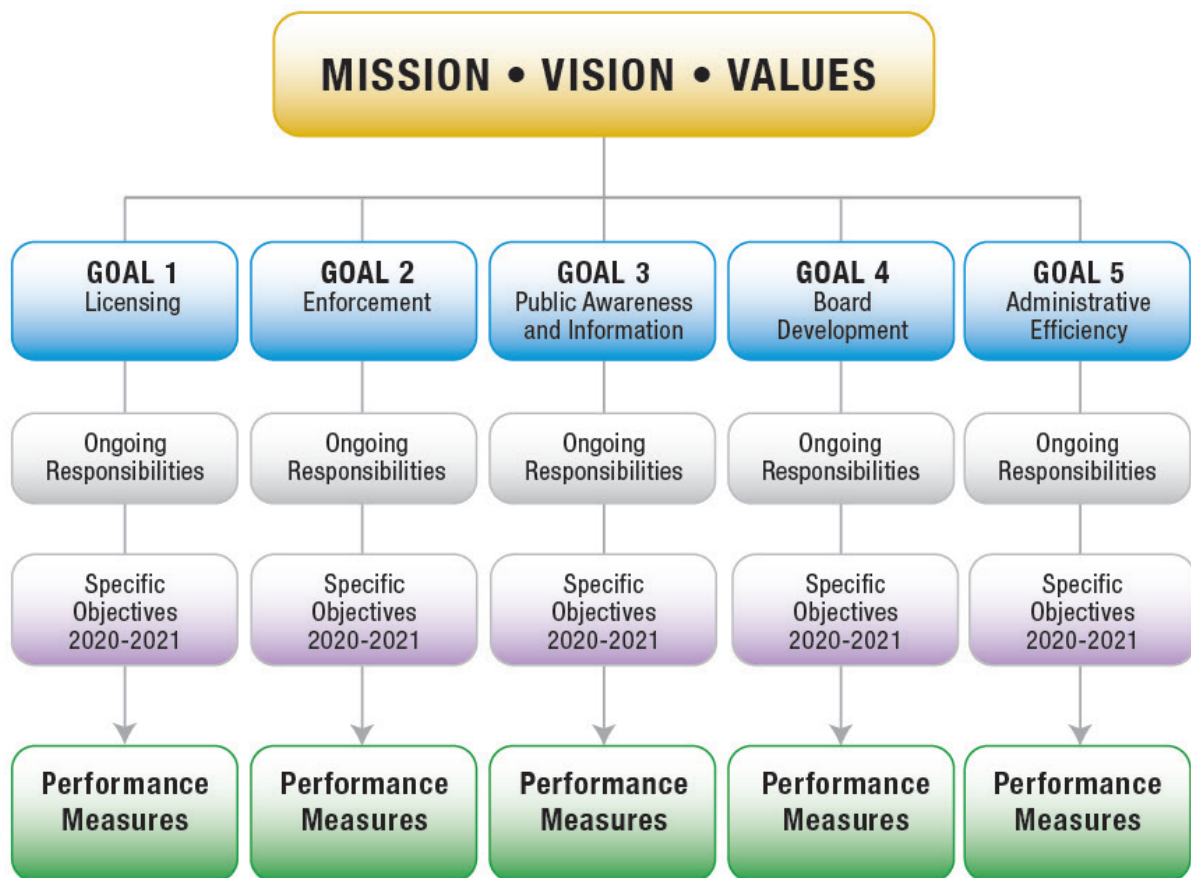 MISSION • VISION • VALUES
GOAL 1
Licensing
GOAL 2
Enforcement
GOAL 3
Public Awareness
and Information
GOAL 4
Board
Development
GOAL 5
Administrative
Efficiency
Ongoing
Responsibilities
Ongoing
Responsibilities
Ongoing
Responsibilities
Ongoing
Responsibilities
Ongoing
Responsibilities
Specific
Objectives
2020-2021
Specific
Objectives
2020-2021
Specific
Objectives
2020-2021
Specific
Objectives
2020-2021
Specific
Objectives
2020-2021
Performance
Measures
Performance
Measures
Performance
Measures
Performance
Measures
Performance
Measures